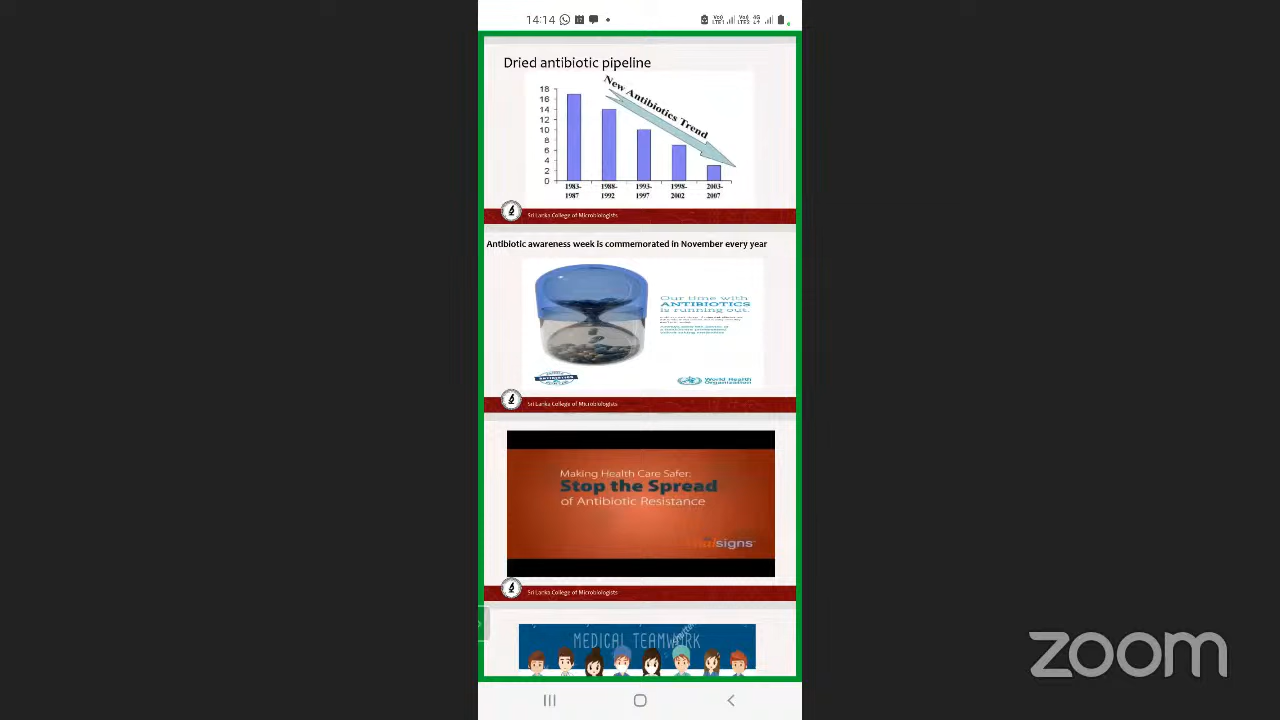 14:14
Dried antibiotic pipeline
New Antibiotics Trend
18
16
14
12
10
8
6
4
2
0
1983-
1987
1988-
1992
1993-
1997
1998-
2002
2003-
2007
Sri Lanka College of Microbiologists
Antibiotic awareness week is commemorated in November every year
Our time with
ANTIBIOTICS
is running out.
World Health
Organization
Sri Lanka College of Microbiologists
Making Health Care Safer:
Stop the Spread
of Antibiotic Resistance
signs
Sri Lanka College of Microbiologists
MEDICAL TEAMWORK
zoom